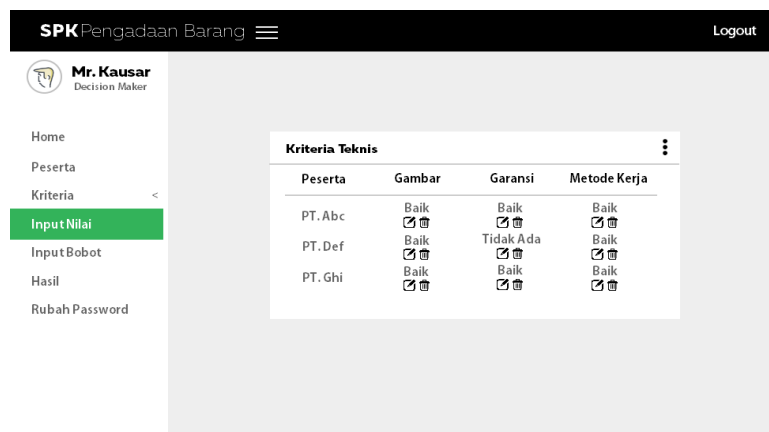 SPK Pengadaan Barang
Logout
Mr. Kausar
Decision Maker
Home
Peserta
Kriteria <
Input Nilai
Input Bobot
Hasil
Rubah Password
Kriteria Teknis
Peserta Gambar Garansi Metode Kerja
PT. Abc Baik Baik Baik
PT. Def Baik Tidak Ada Baik
PT. Ghi Baik Baik Baik